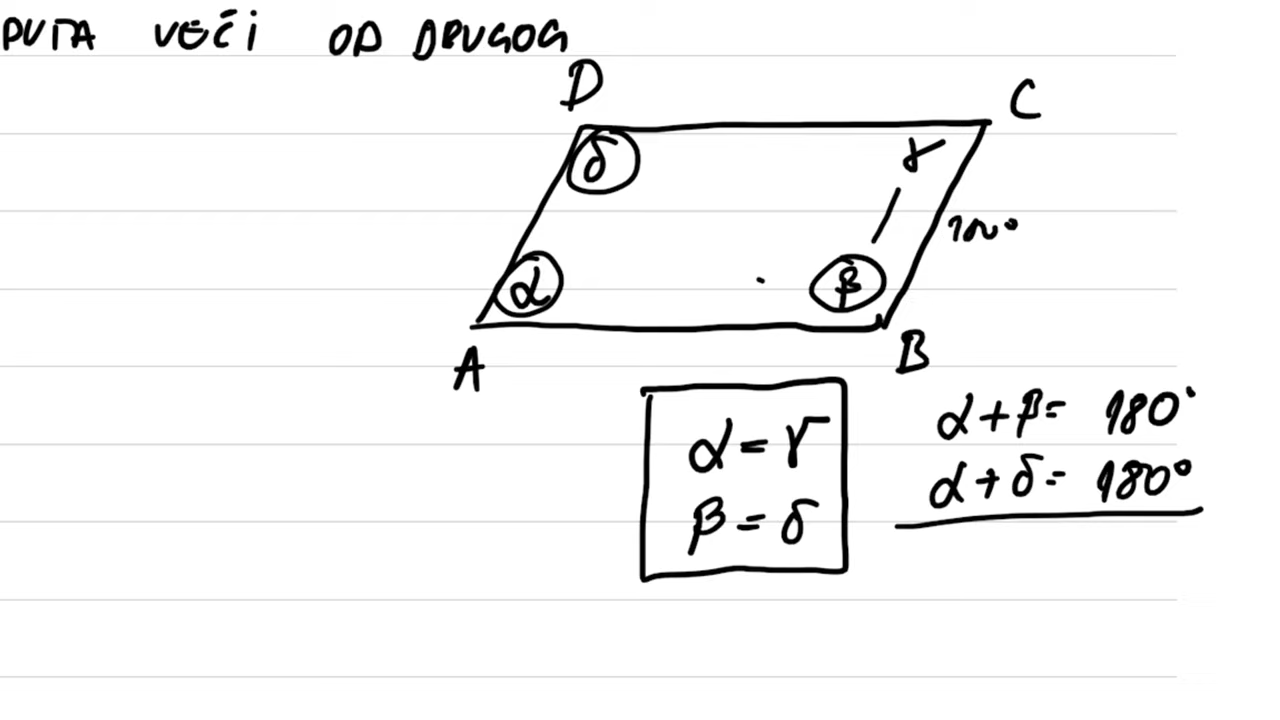 PUTA VEĆI OD DRUGOG
D
C
δ
γ
α
β
A
B
α = γ
β = δ
α + β = 180°
α + δ = 180°